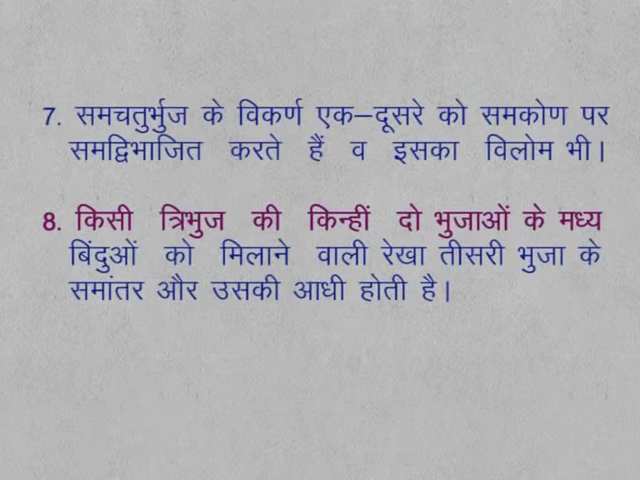 7. समचतुर्भुज के विकर्ण एक–दूसरे को समकोण पर
समद्विभाजित करते हैं व इसका विलोम भी।
8. किसी त्रिभुज की किन्हीं दो भुजाओं के मध्य
बिंदुओं को मिलाने वाली रेखा तीसरी भुजा के
समांतर और उसकी आधी होती है।